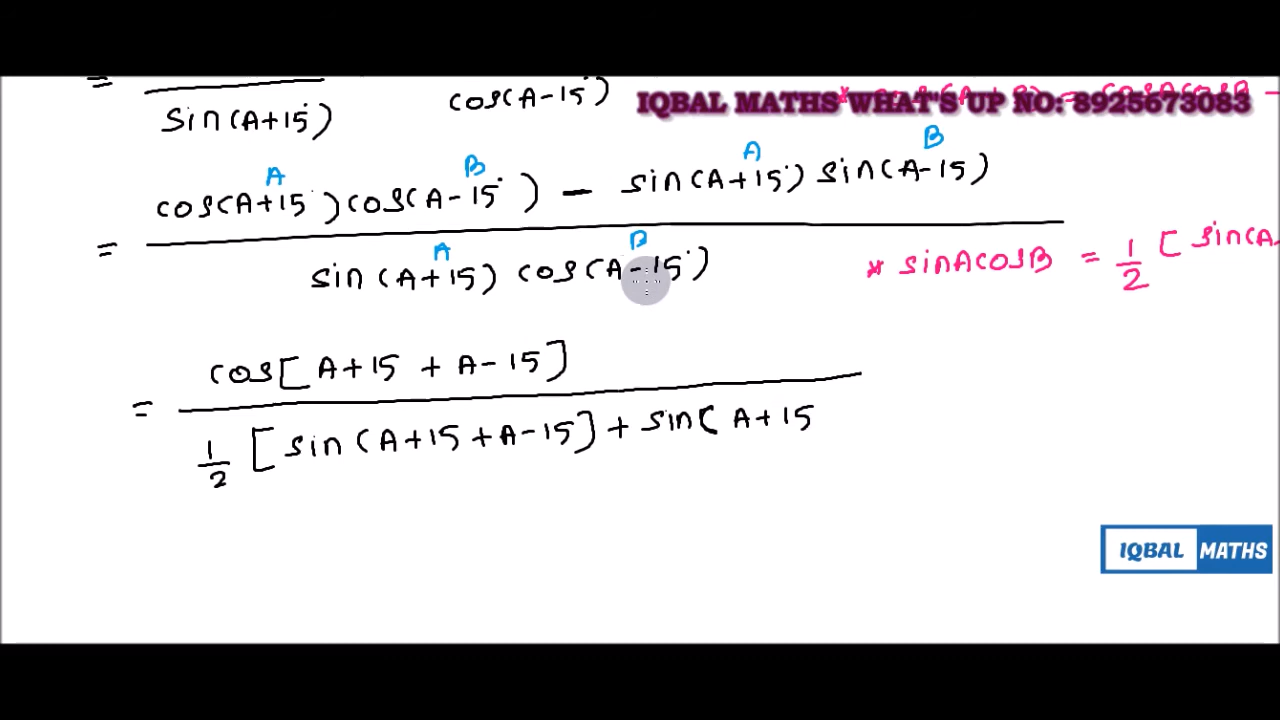 =
sin(A+15°) cos(A-15°)
IQBAL MATHS WHAT'S UP NO: 8925673083
A B A B
= cos(A+15°)cos(A-15°) - sin(A+15°) sin(A-15°)
A B
sin(A+15) cos(A-15°)
* sinAcosB = 1/2 [ sin(A
= cos[A+15 + A-15]
1/2 [ sin(A+15+A-15] + sin( A+15
IQBAL MATHS